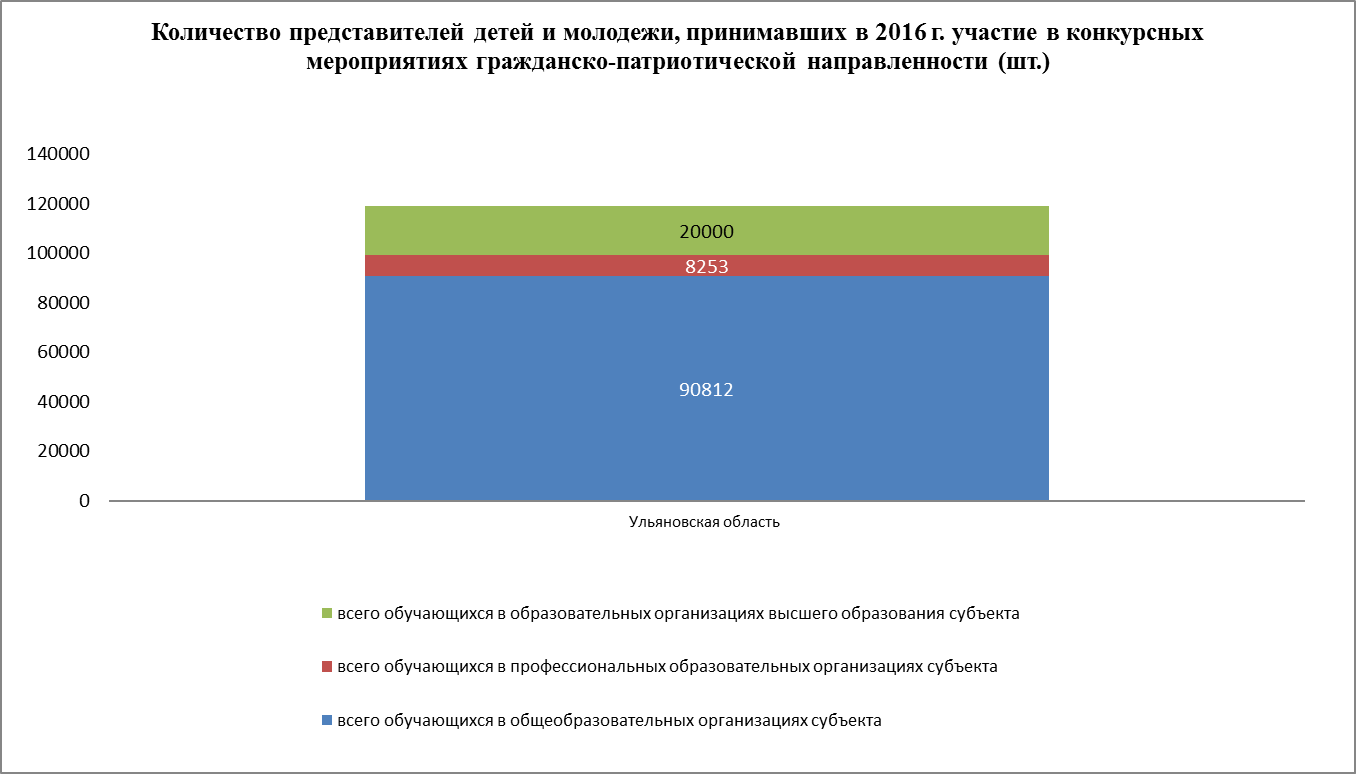 Количество представителей детей и молодежи, принимавших в 2016 г. участие в конкурсных
мероприятиях гражданско-патриотической направленности (шт.)
140000
120000
100000
80000
60000
40000
20000
0
20000
8253
90812
Ульяновская область
всего обучающихся в образовательных организациях высшего образования субъекта
всего обучающихся в профессиональных образовательных организациях субъекта
всего обучающихся в общеобразовательных организациях субъекта